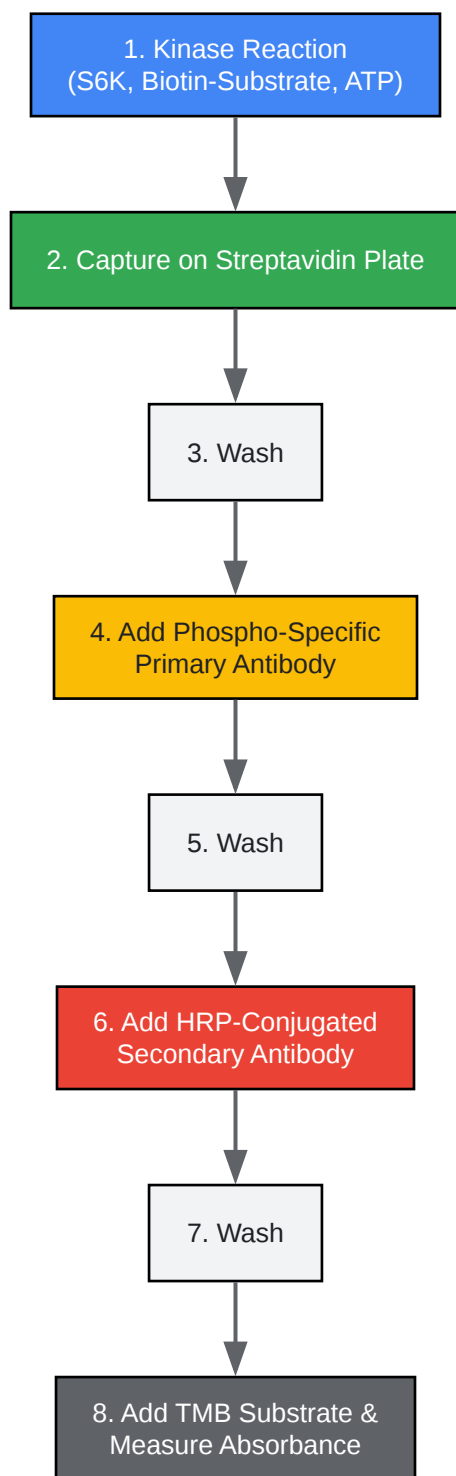 1. Kinase Reaction
(S6K, Biotin-Substrate, ATP)
2. Capture on Streptavidin Plate
3. Wash
4. Add Phospho-Specific
Primary Antibody
5. Wash
6. Add HRP-Conjugated
Secondary Antibody
7. Wash
8. Add TMB Substrate &
Measure Absorbance